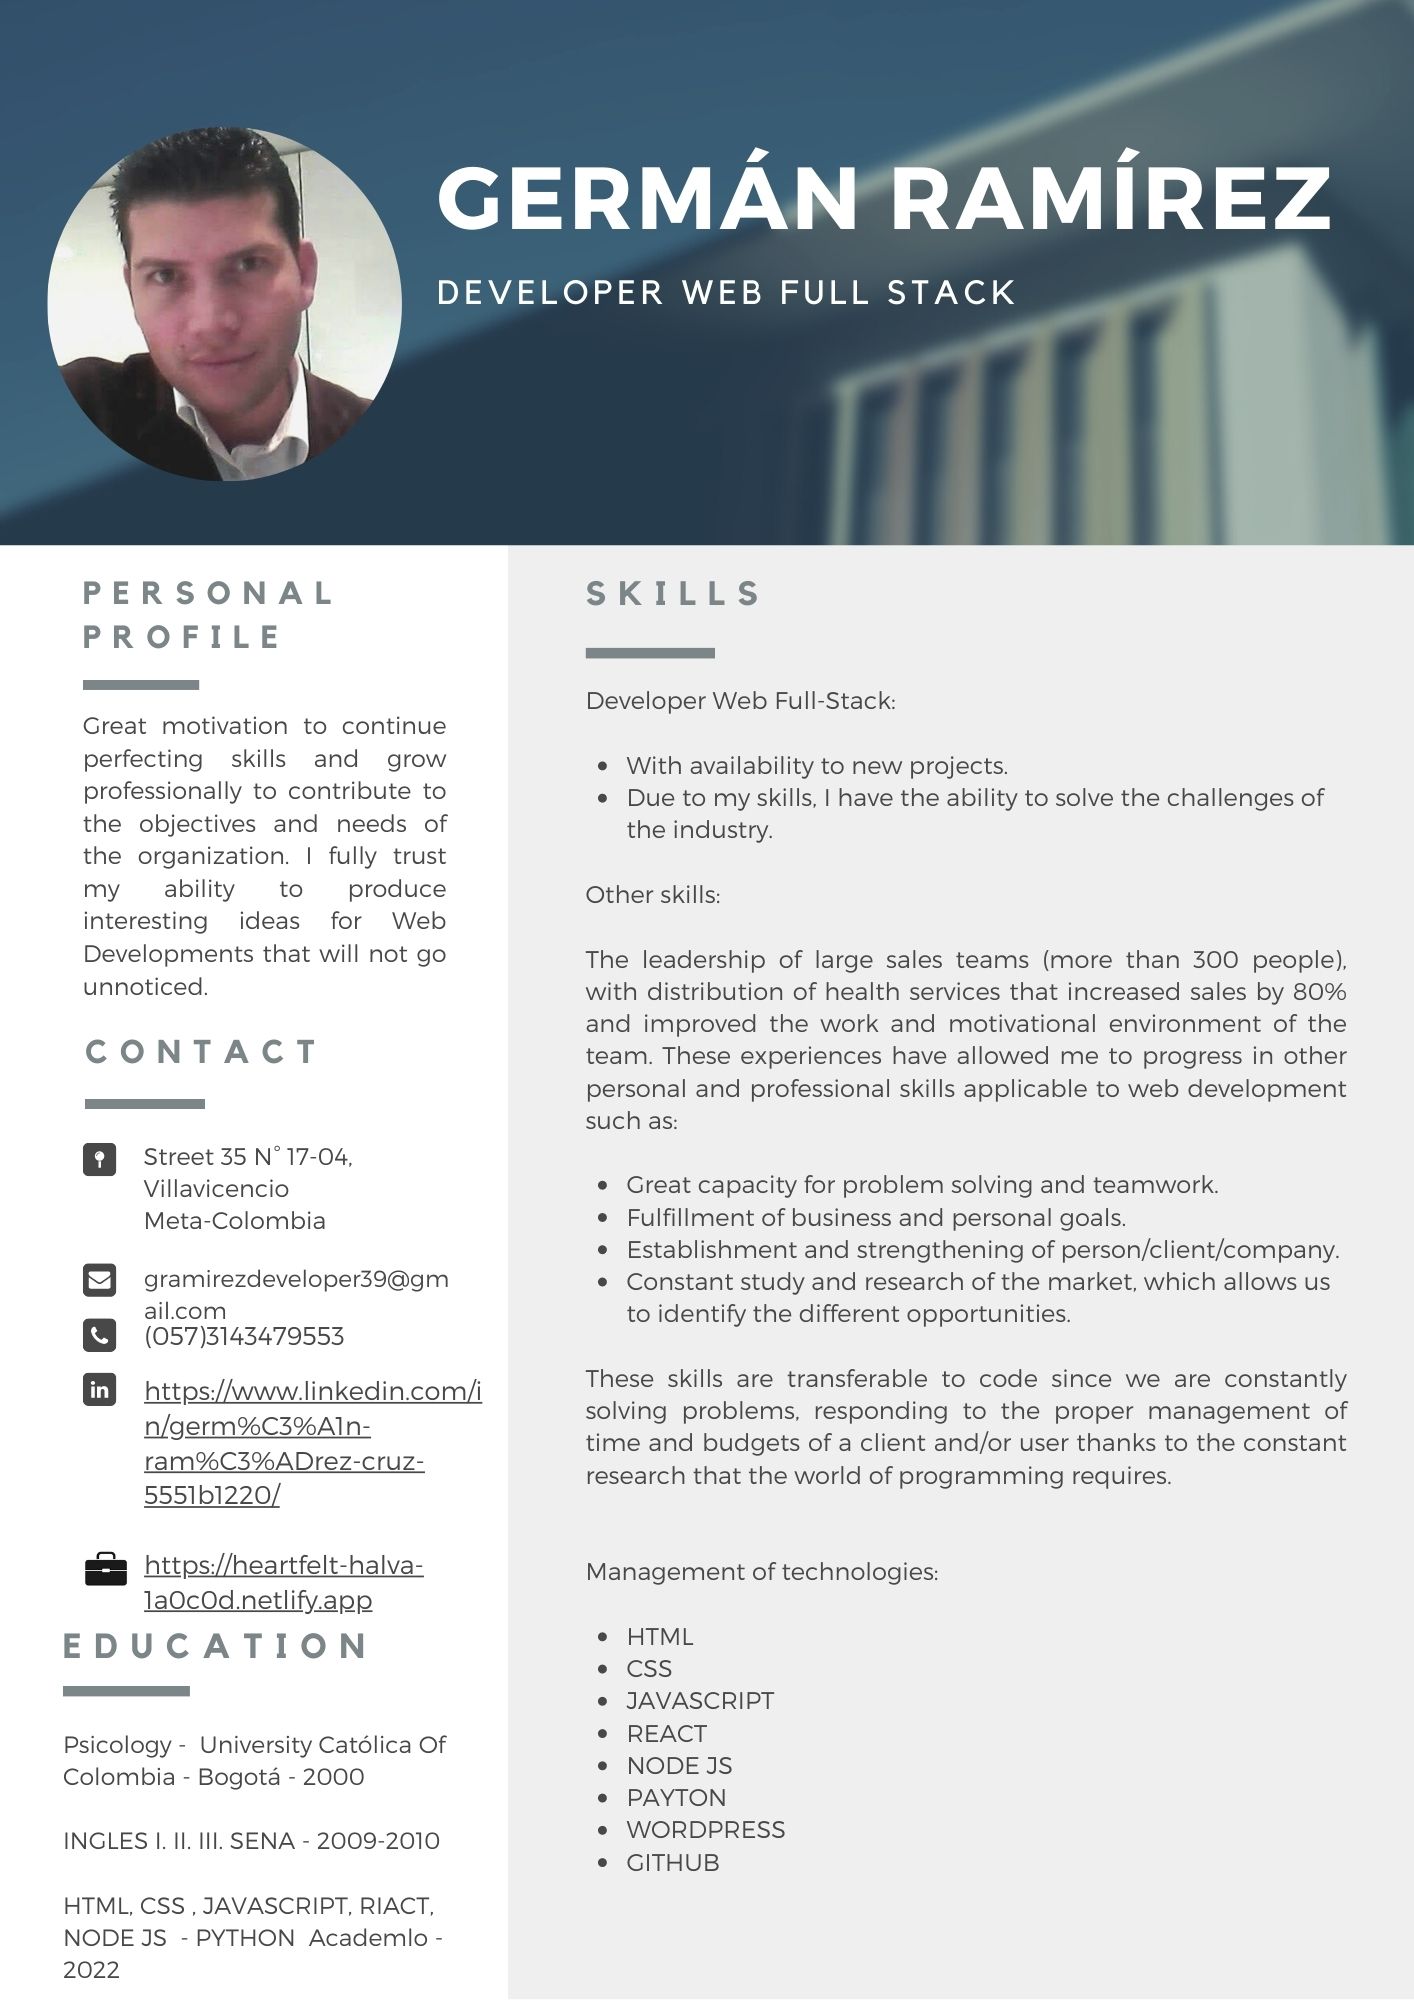 GERMÁN RAMÍREZ
DEVELOPER WEB FULL STACK
PERSONAL
PROFILE
Great motivation to continue
perfecting skills and grow
professionally to contribute to
the objectives and needs of
the organization. I fully trust
my ability to produce
interesting ideas for Web
Developments that will not go
unnoticed.
CONTACT
Street 35 N° 17-04,
Villavicencio
Meta-Colombia
gramirezdeveloper39@gm
ail.com
(057)3143479553
in
https://www.linkedin.com/i
n/germ%C3%A1n-
ram%C3%ADrez-cruz-
5551b1220/
https://heartfelt-halva-
1a0c0d.netlify.app
EDUCATION
Psicology - University Católica Of
Colombia - Bogotá - 2000
INGLES I. II. III. SENA - 2009-2010
HTML, CSS , JAVASCRIPT, RIACT,
NODE JS - PYTHON Academlo -
2022
SKILLS
Developer Web Full-Stack:
• With availability to new projects.
• Due to my skills, I have the ability to solve the challenges of
the industry.
Other skills:
The leadership of large sales teams (more than 300 people),
with distribution of health services that increased sales by 80%
and improved the work and motivational environment of the
team. These experiences have allowed me to progress in other
personal and professional skills applicable to web development
such as:
• Great capacity for problem solving and teamwork.
• Fulfillment of business and personal goals.
• Establishment and strengthening of person/client/company.
• Constant study and research of the market, which allows us
to identify the different opportunities.
These skills are transferable to code since we are constantly
solving problems, responding to the proper management of
time and budgets of a client and/or user thanks to the constant
research that the world of programming requires.
Management of technologies:
• HTML
• CSS
• JAVASCRIPT
• REACT
• NODE JS
• PAYTON
• WORDPRESS
• GITHUB